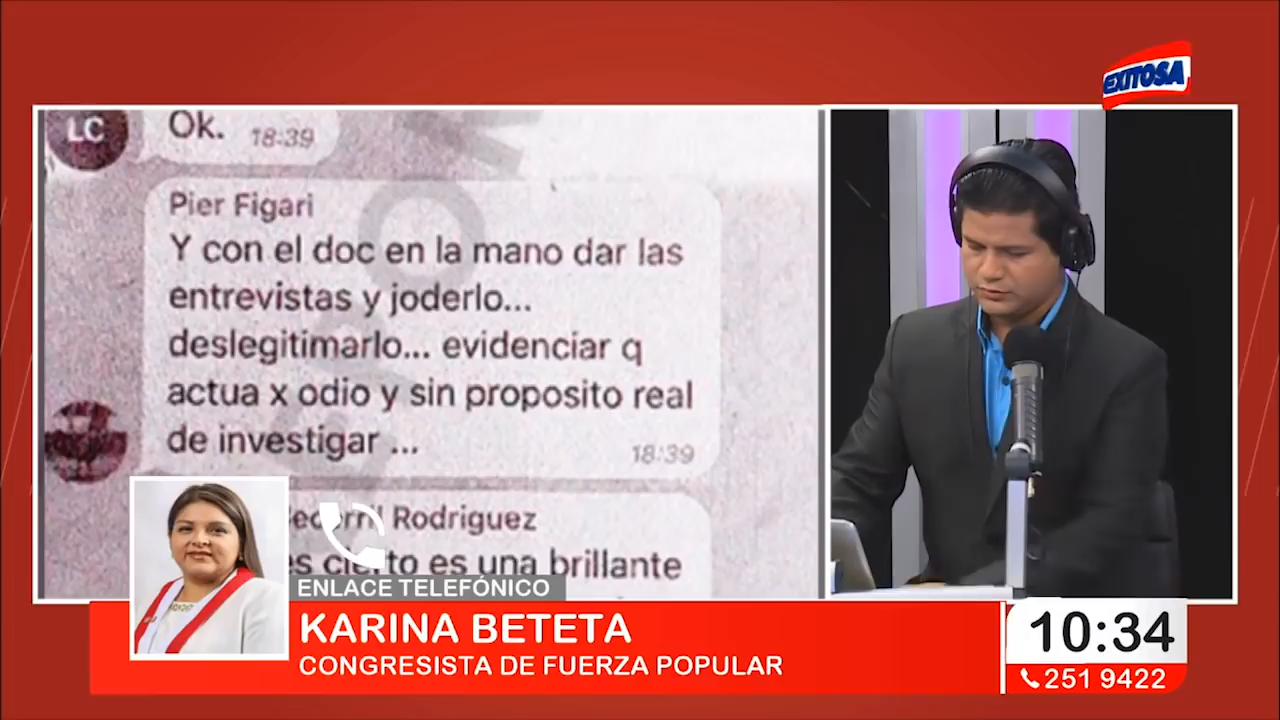 EXITOSA
LC
Ok. 18:39
Pier Figari
Y con el doc en la mano dar las
entrevistas y joderlo...
deslegitimarlo... evidenciar q
actua x odio y sin proposito real
de investigar ...
18:39
Rodriguez
es cierto es una brillante
ENLACE TELEFÓNICO
KARINA BETETA
CONGRESISTA DE FUERZA POPULAR
10:34
251 9422